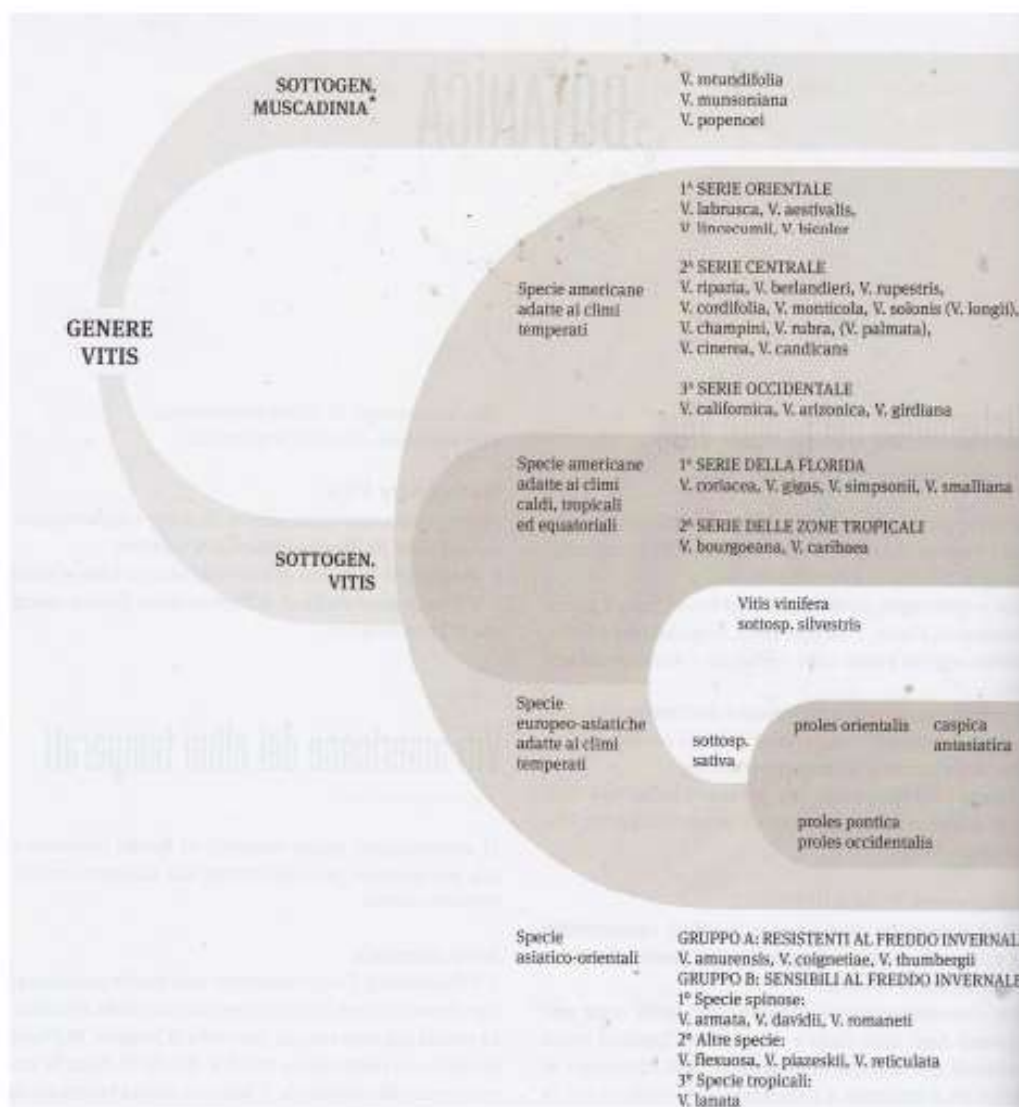 GENERE
VITIS
SOTTOGEN.
MUSCADINIA*
V. rotundifolia
V. munsoniana
V. popenoei
SOTTOGEN.
VITIS
Specie americane
adatte ai climi
temperati
1ª SERIE ORIENTALE
V. labrusca, V. aestivalis,
V. lincecumii, V. bicolor
2ª SERIE CENTRALE
V. riparia, V. berlandieri, V. rupestris,
V. cordifolia, V. monticola, V. solonis (V. longii),
V. champini, V. rubra, (V. palmata),
V. cinerea, V. candicans
3ª SERIE OCCIDENTALE
V. californica, V. arizonica, V. girdiana
Specie americane
adatte ai climi
caldi, tropicali
ed equatoriali
1ª SERIE DELLA FLORIDA
V. coriacea, V. gigas, V. simpsonii, V. smalliana
2ª SERIE DELLE ZONE TROPICALI
V. bourgoeana, V. caribaea
Specie
europeo-asiatiche
adatte ai climi
temperati
Vitis vinifera
sottosp. silvestris
sottosp.
sativa
proles orientalis
caspica
antasiatica
proles pontica
proles occidentalis
Specie
asiatico-orientali
GRUPPO A: RESISTENTI AL FREDDO INVERNAL
V. amurensis, V. coignetiae, V. thumbergii
GRUPPO B: SENSIBILI AL FREDDO INVERNALE
1° Specie spinose:
V. armata, V. davidii, V. romaneti
2° Altre specie:
V. flexuosa, V. piazeskii, V. reticulata
3° Specie tropicali:
V. lanata